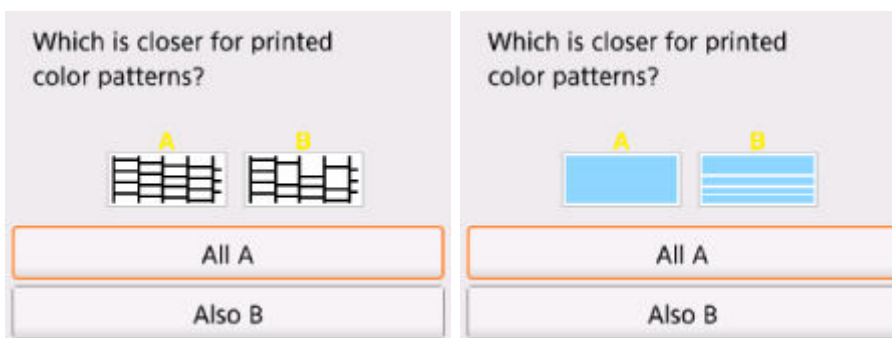 Which is closer for printed
color patterns?
A B
All A
Also B
Which is closer for printed
color patterns?
A B
All A
Also B